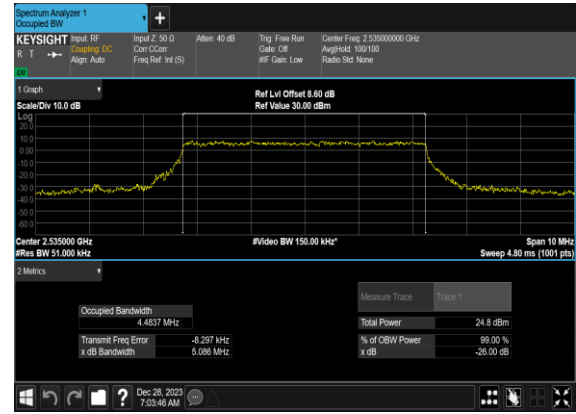 Spectrum Analyzer 1
Occupied BW
+
KEYSIGHT Input: RF Input Z: 50 Ω Atten: 40 dB Trig: Free Run Center Freq: 2.535000000 GHz
R T Coupling: DC Corr CCorr Gate: Off Avg|Hold: 100/100
Align: Auto Freq Ref: Int (S) #IF Gain: Low Radio Std: None
1 Graph
Ref Lvl Offset 8.60 dB
Scale/Div 10.0 dB Ref Value 30.00 dBm
Log
20.0
10.0
0.00
-10.0
-20.0
-30.0
-40.0
-50.0
-60.0
Center 2.535000 GHz #Video BW 150.00 kHz* Span 10 MHz
#Res BW 51.000 kHz Sweep 4.80 ms (1001 pts)
2 Metrics
Measure Trace Trace 1
Occupied Bandwidth
4.4837 MHz Total Power 24.8 dBm
Transmit Freq Error -8.297 kHz % of OBW Power 99.00 %
x dB Bandwidth 5.086 MHz x dB -26.00 dB
? Dec 28, 2023
7:03:46 AM